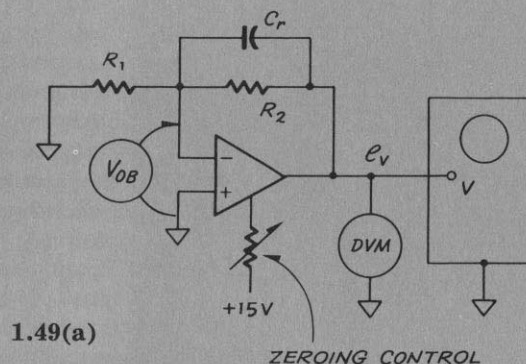 Cr
R1
R2
VOB
−
+
ev
V
DVM
+15V
1.49(a)
ZEROING CONTROL